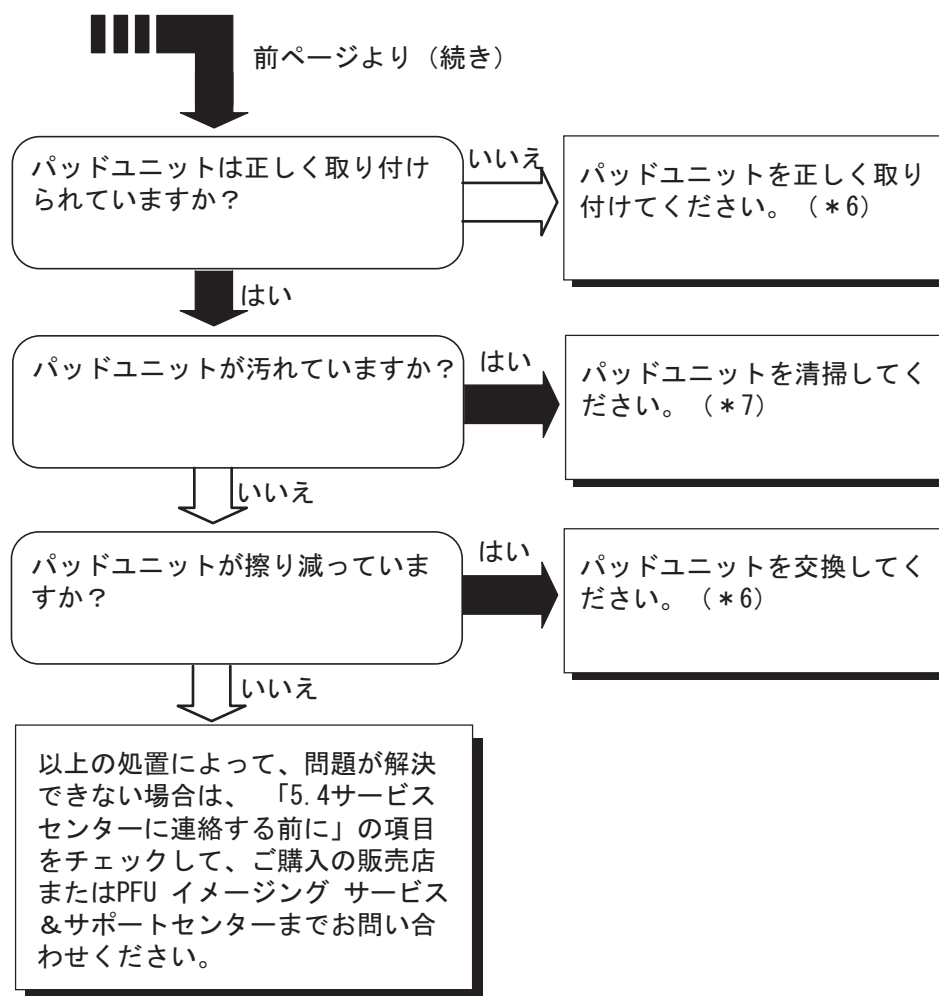 前ページより（続き）
パッドユニットは正しく取り付け
られていますか？
いいえ
パッドユニットを正しく取り
付けてください。（＊6）
はい
パッドユニットが汚れていますか？
はい
パッドユニットを清掃してく
ださい。（＊7）
いいえ
パッドユニットが擦り減っていま
すか？
はい
パッドユニットを交換してく
ださい。（＊6）
いいえ
以上の処置によって、問題が解決
できない場合は、「5.4サービス
センターに連絡する前に」の項目
をチェックして、ご購入の販売店
またはPFU イメージング サービス
＆サポートセンターまでお問い合
わせください。